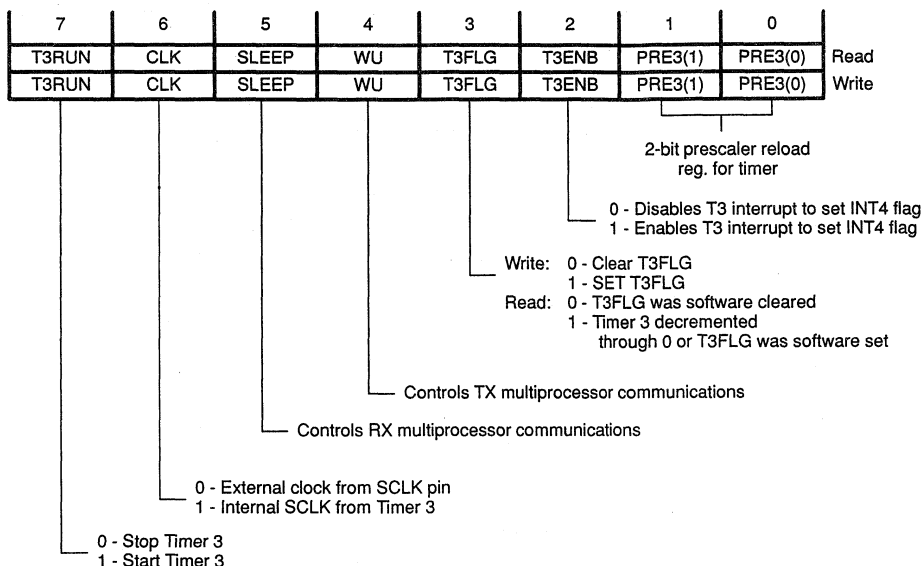 7 6 5 4 3 2 1 0
T3RUN CLK SLEEP WU T3FLG T3ENB PRE3(1) PRE3(0) Read
T3RUN CLK SLEEP WU T3FLG T3ENB PRE3(1) PRE3(0) Write
2-bit prescaler reload
reg. for timer
0 - Disables T3 interrupt to set INT4 flag
1 - Enables T3 interrupt to set INT4 flag
Write: 0 - Clear T3FLG
1 - SET T3FLG
Read: 0 - T3FLG was software cleared
1 - Timer 3 decremented
through 0 or T3FLG was software set
Controls TX multiprocessor communications
Controls RX multiprocessor communications
0 - External clock from SCLK pin
1 - Internal SCLK from Timer 3
0 - Stop Timer 3
1 - Start Timer 3